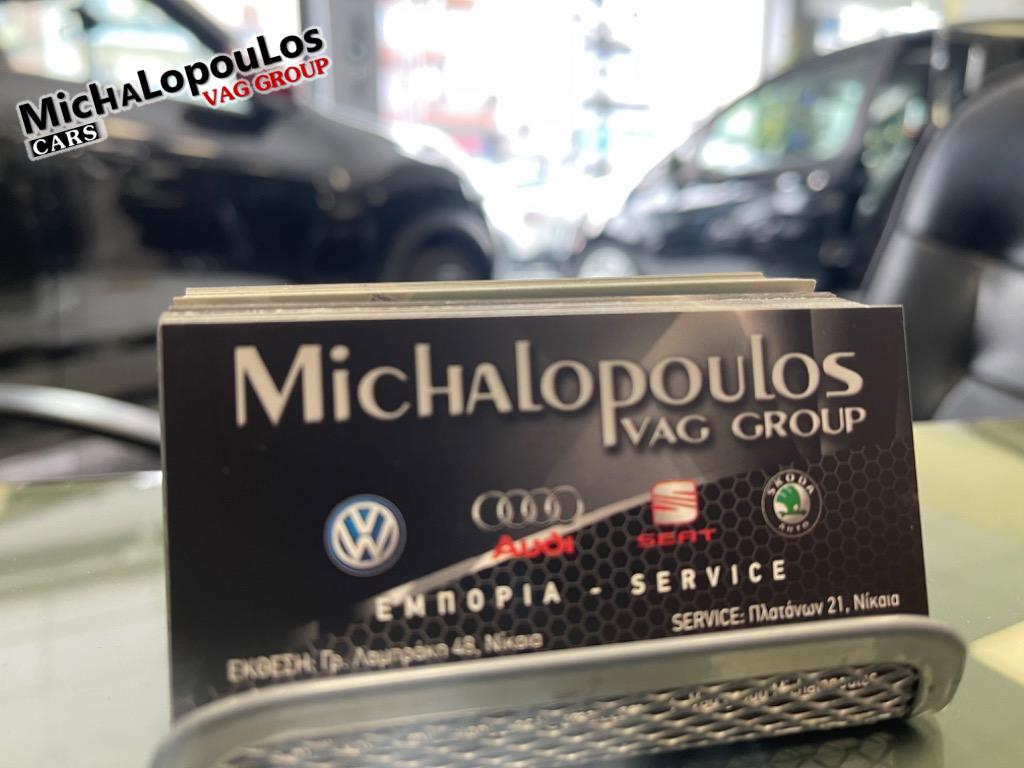 MicHALopouLos
VAG GROUP
CARS
MicHAlopoulos
VAG GROUP
Audi
SEAT
SKODA
Auto
ΕΜΠΟΡΙΑ - SERVICE
SERVICE: Πλατάνων 21, Νίκαια
ΕΚΘΕΣΗ: Γρ. Λαμπράκη 48, Νίκαια